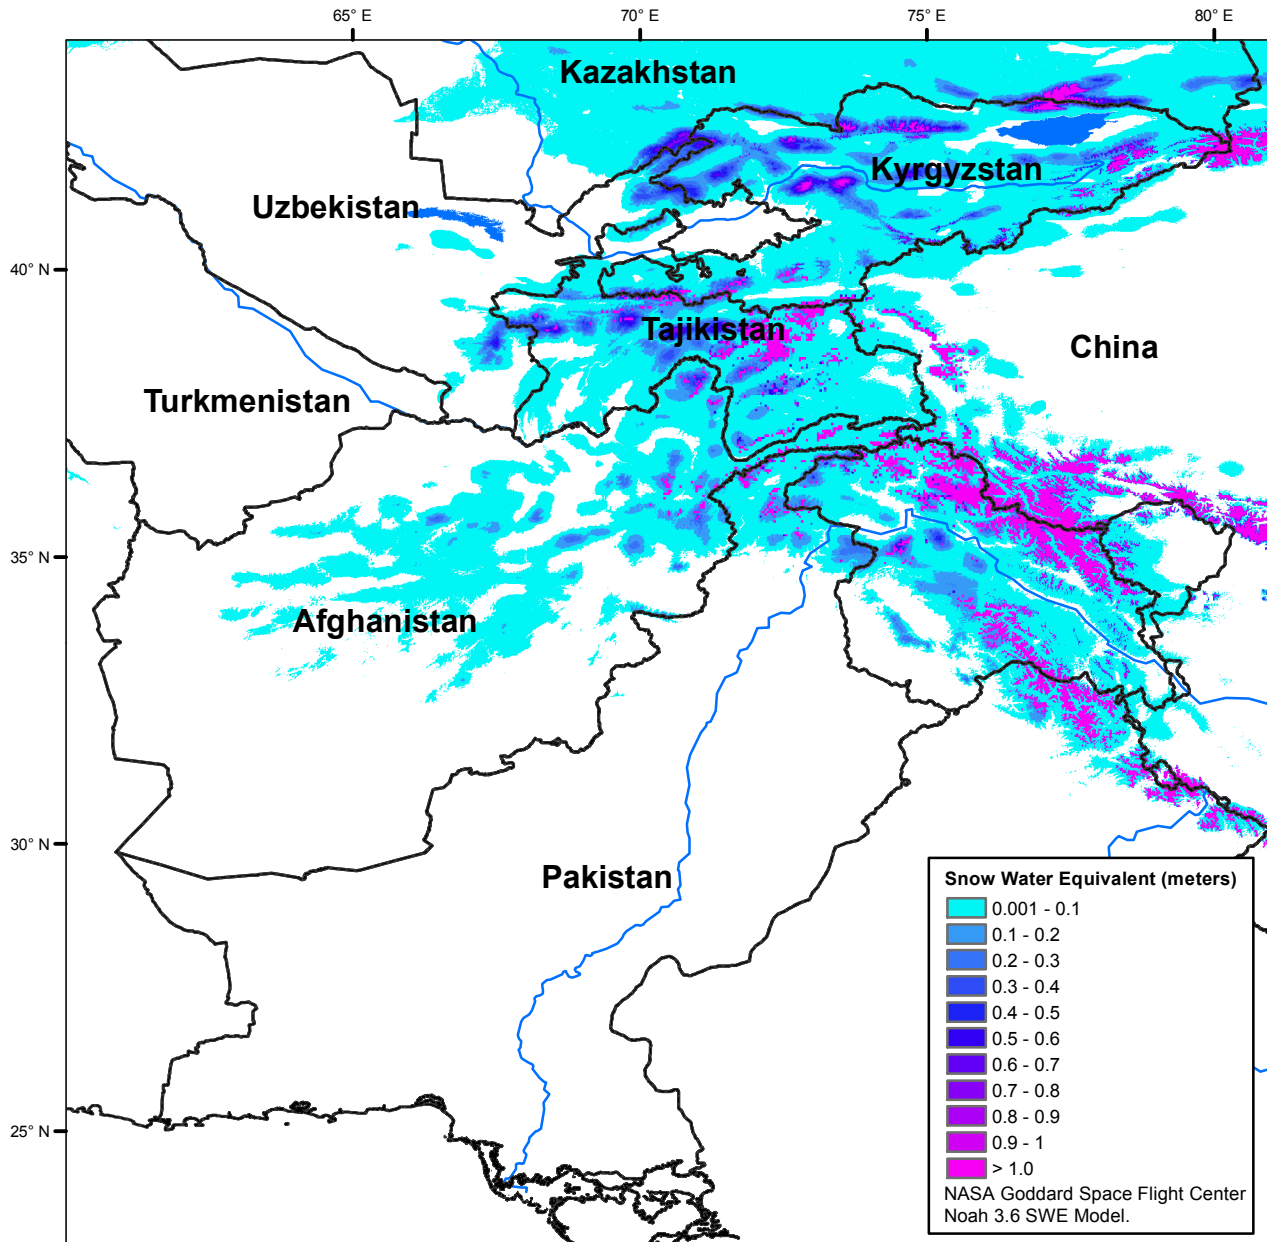 65° E
70° E
75° E
80° E
Kazakhstan
Kyrgyzstan
Uzbekistan
40° N
Tajikistan
China
Turkmenistan
35° N
Afghanistan
30° N
Pakistan
25° N
Snow Water Equivalent (meters)
0.001 - 0.1
0.1 - 0.2
0.2 - 0.3
0.3 - 0.4
0.4 - 0.5
0.5 - 0.6
0.6 - 0.7
0.7 - 0.8
0.8 - 0.9
0.9 - 1
> 1.0
NASA Goddard Space Flight Center
Noah 3.6 SWE Model.